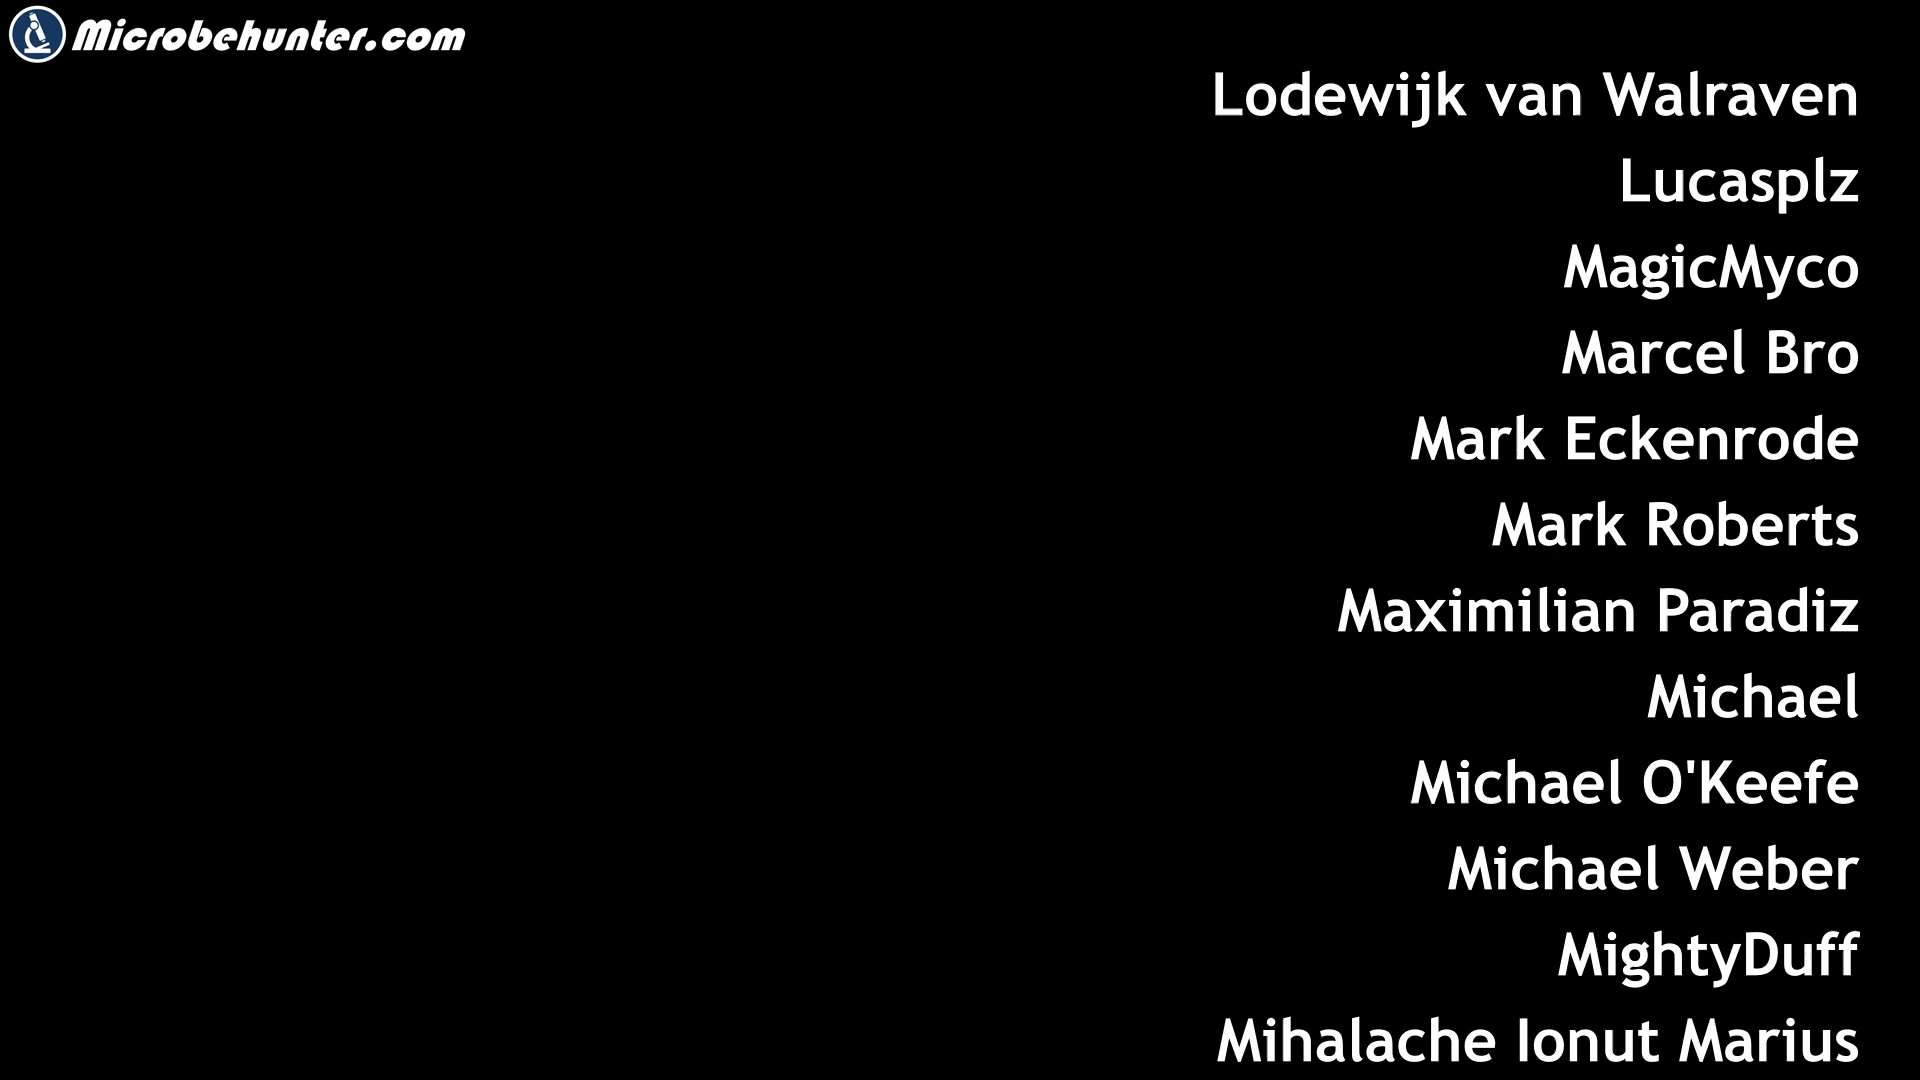 Microbehunter.com
Lodewijk van Walraven
Lucasplz
MagicMyco
Marcel Bro
Mark Eckenrode
Mark Roberts
Maximilian Paradiz
Michael
Michael O'Keefe
Michael Weber
MightyDuff
Mihalache Ionut Marius